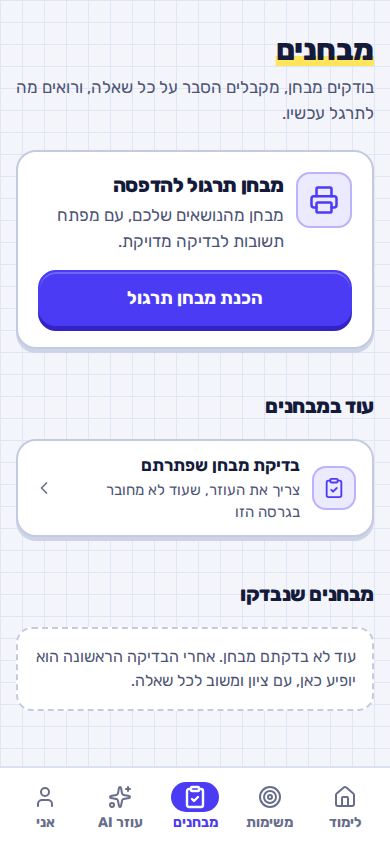 מבחנים
בודקים מבחן, מקבלים הסבר על כל שאלה, ורואים מה
לתרגל עכשיו.
מבחן תרגול להדפסה
מבחן מהנושאים שלכם, עם מפתח
תשובות לבדיקה מדויקת.
הכנת מבחן תרגול
עוד במבחנים
בדיקת מבחן שפתרתם
צריך את העוזר, שעוד לא מחובר
בגרסה הזו
מבחנים שנבדקו
עוד לא בדקתם מבחן. אחרי הבדיקה הראשונה הוא
יופיע כאן, עם ציון ומשוב לכל שאלה.
לימוד
משימות
מבחנים
עוזר AI
אני